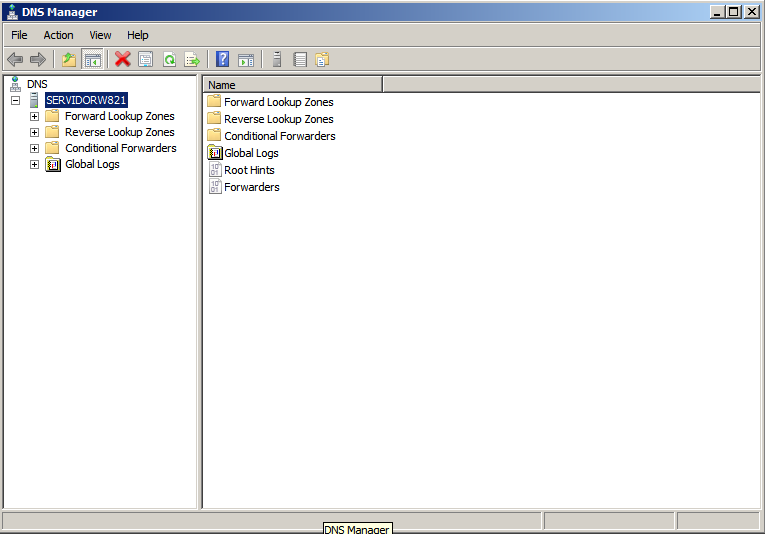 DNS Manager
File Action View Help
DNS
SERVIDORW821
Forward Lookup Zones
Reverse Lookup Zones
Conditional Forwarders
Global Logs
Name
Forward Lookup Zones
Reverse Lookup Zones
Conditional Forwarders
Global Logs
Root Hints
Forwarders
DNS Manager